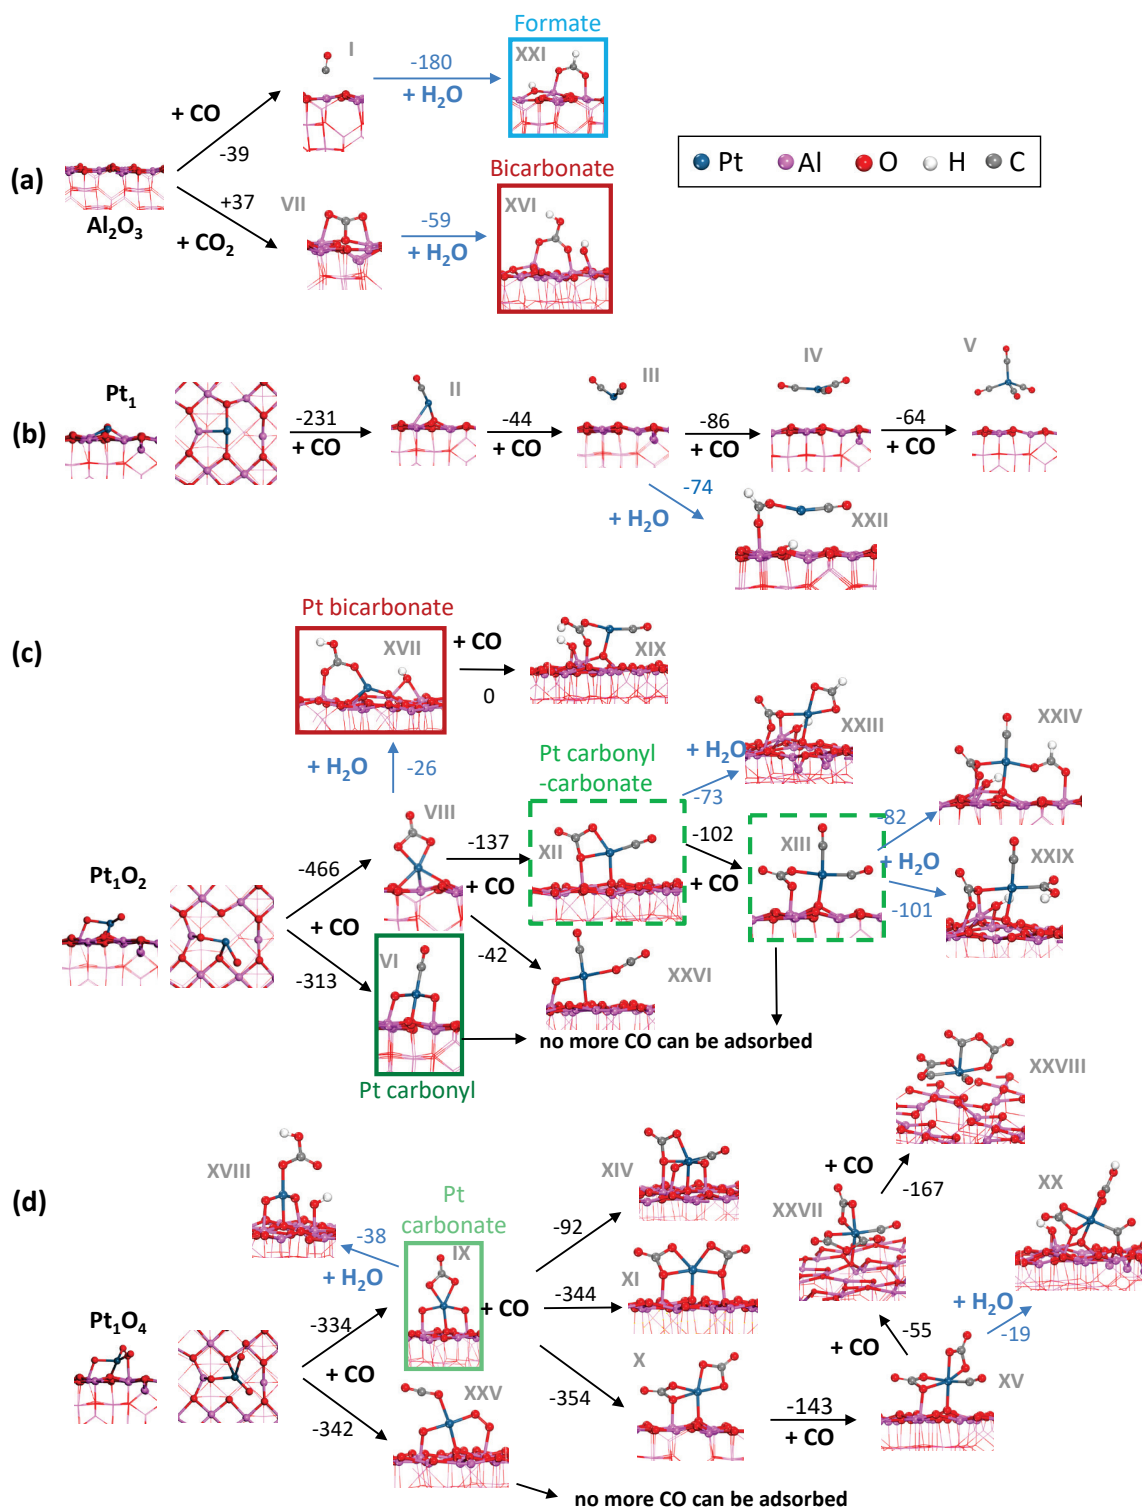 Formate
I
-180
+ H₂O
XXI
+ CO
-39
Pt Al O H C
(a)
Al₂O₃
Bicarbonate
+37
+ CO₂
VII
-59
+ H₂O
XVI
(b)
Pt₁
-231
+ CO
II
-44
+ CO
III
-86
+ CO
IV
-64
+ CO
V
-74
+ H₂O
XXII
(c)
Pt bicarbonate
XVII
+ CO
0
XIX
+ H₂O
-26
Pt carbonyl
-carbonate
+ H₂O
-73
XXIII
XXIV
VIII
-137
+ CO
XII
-102
+ CO
XIII
-82
+ H₂O
-101
XXIX
Pt₁O₂
-466
+ CO
-313
VI
-42
XXVI
no more CO can be adsorbed
Pt carbonyl
XXVIII
(d)
XVIII
-38
+ H₂O
Pt
carbonate
IX
+ CO
-92
XIV
-344
XI
-354
X
XXVII
+ CO
-167
XX
Pt₁O₄
-334
+ CO
-342
XXV
-143
+ CO
XV
+ CO
-55
+ H₂O
-19
no more CO can be adsorbed